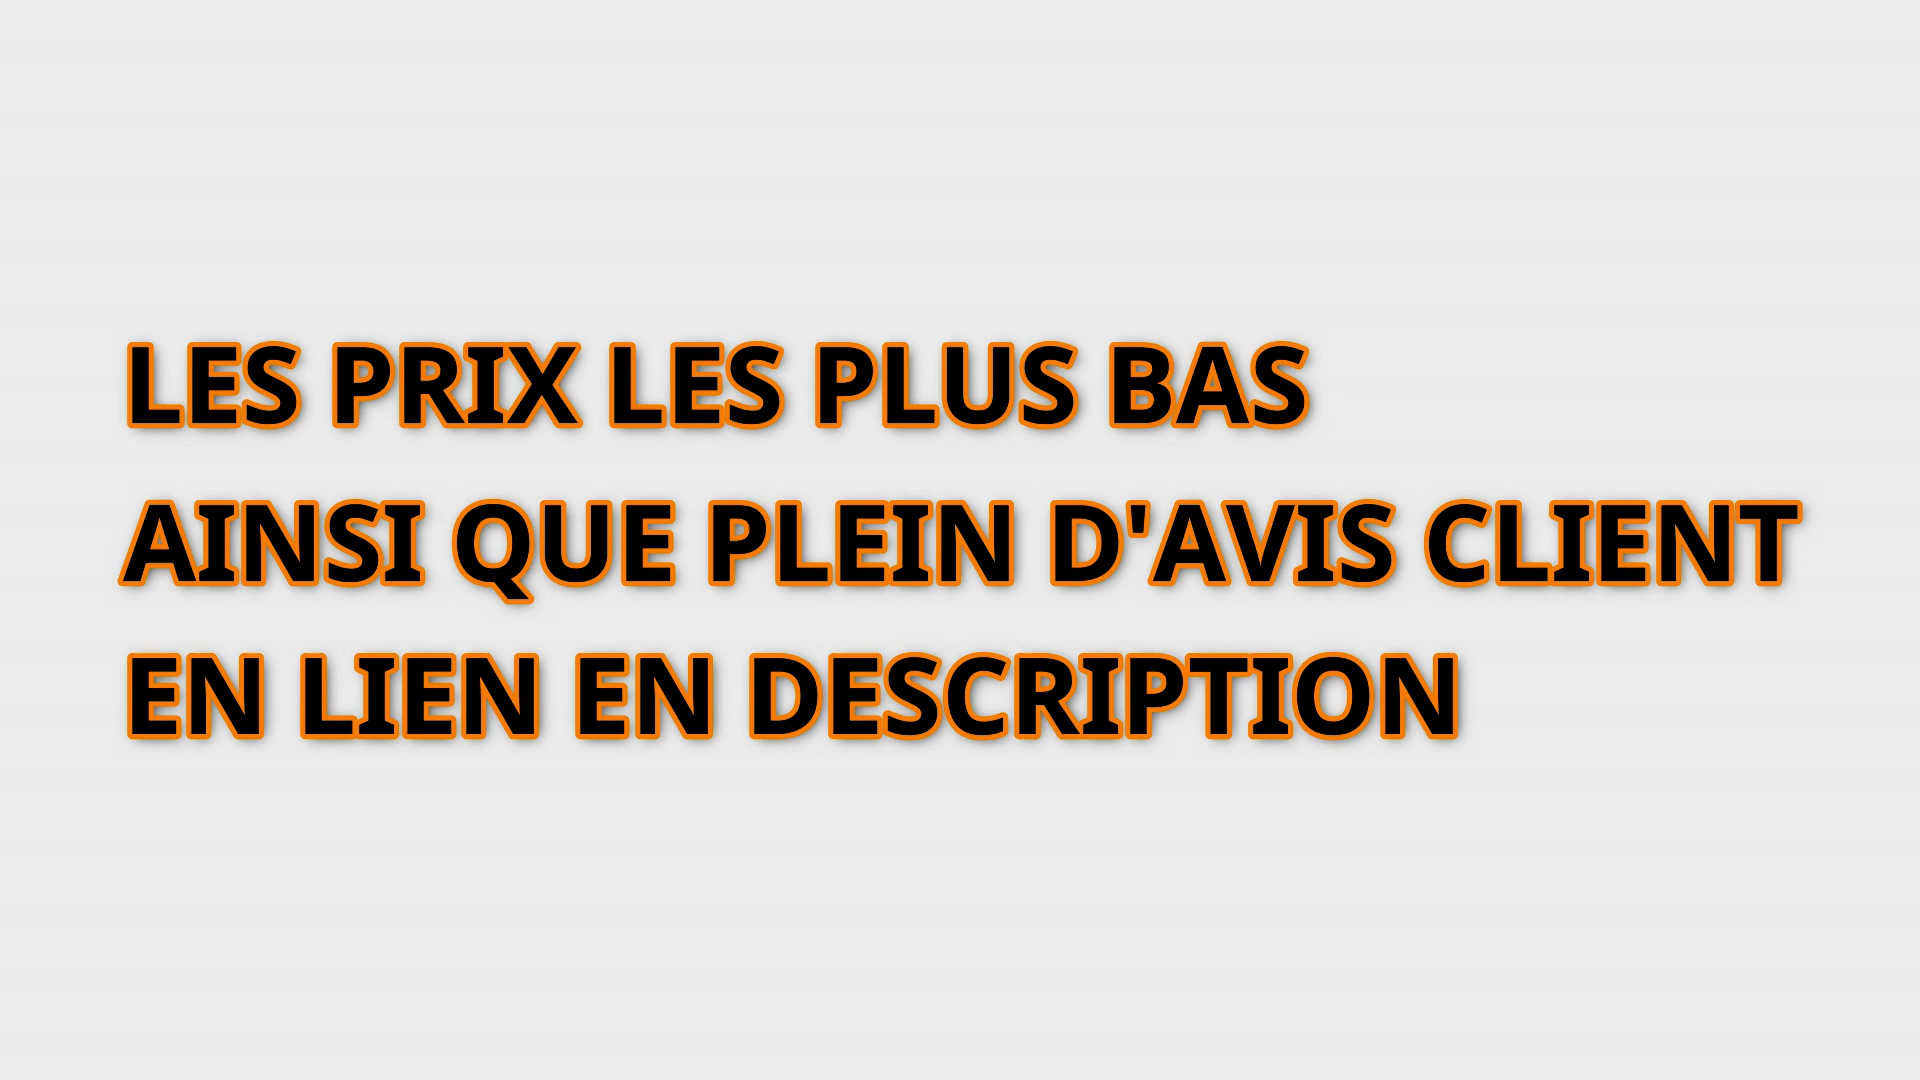 LES PRIX LES PLUS BAS
AINSI QUE PLEIN D'AVIS CLIENT
EN LIEN EN DESCRIPTION